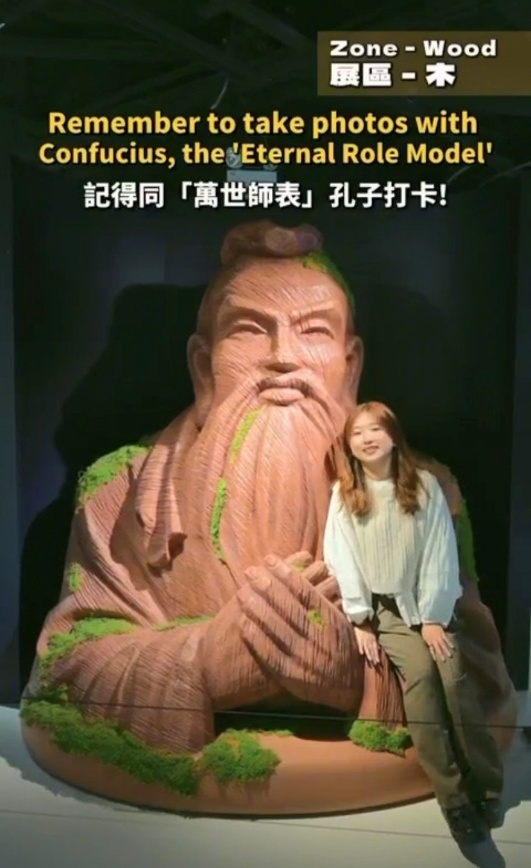 Zone - Wood
展區 - 木
Remember to take photos with
Confucius, the 'Eternal Role Model'
記得同「萬世師表」孔子打卡!